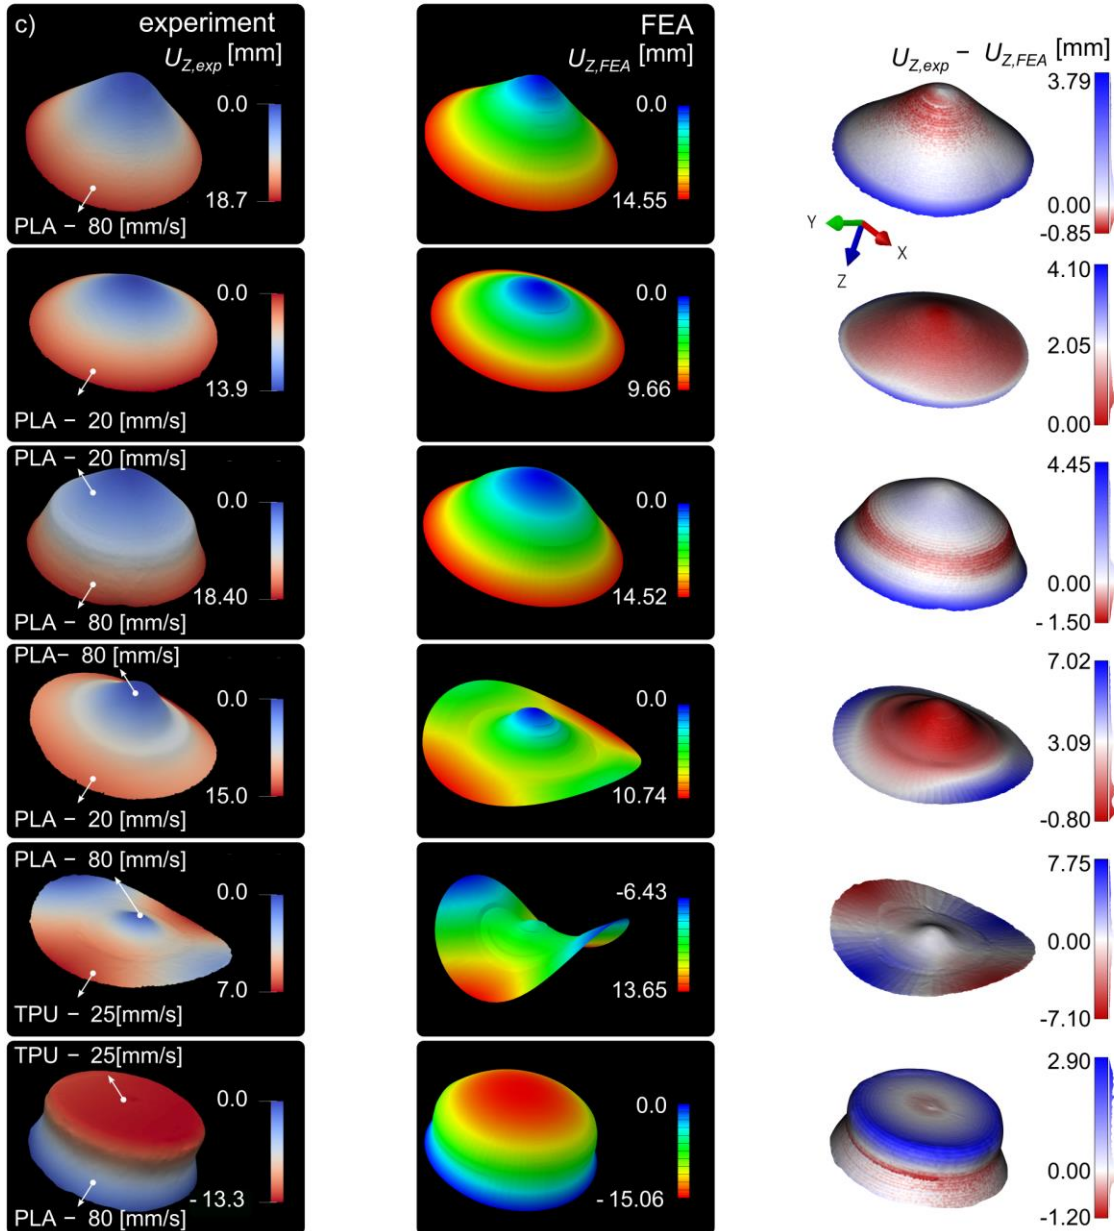 c) experiment FEA
U_Z,exp [mm] U_Z,FEA [mm] U_Z,exp − U_Z,FEA [mm]
0.0 0.0 3.79
18.7 14.55 0.00
PLA − 80 [mm/s] -0.85
Y X Z
0.0 0.0 4.10
13.9 9.66 2.05
PLA − 20 [mm/s] 0.00
PLA − 20 [mm/s]
0.0 0.0 4.45
18.40 14.52 0.00
PLA − 80 [mm/s] - 1.50
PLA− 80 [mm/s]
0.0 0.0 7.02
3.09
15.0 10.74
PLA − 20 [mm/s] -0.80
PLA − 80 [mm/s]
0.0 -6.43 7.75
0.00
7.0 13.65
TPU − 25[mm/s] -7.10
TPU − 25[mm/s]
0.0 0.0 2.90
- 13.3 - 15.06 0.00
PLA − 80 [mm/s] -1.20